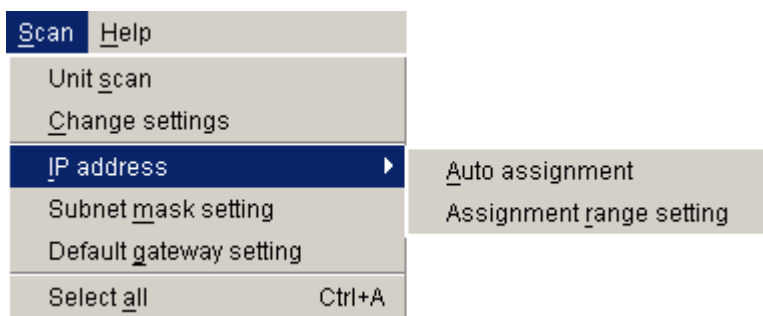 Scan Help
Unit scan
Change settings
IP address
Auto assignment
Subnet mask setting
Assignment range setting
Default gateway setting
Select all Ctrl+A